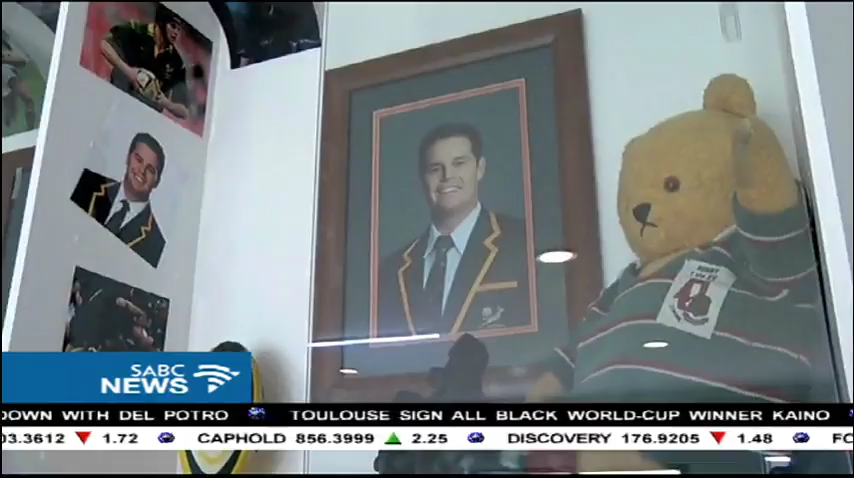 SABC
NEWS
DOWN WITH DEL POTRO TOULOUSE SIGN ALL BLACK WORLD-CUP WINNER KAINO
03.3612 1.72 CAPHOLD 856.3999 2.25 DISCOVERY 176.9205 1.48 FO